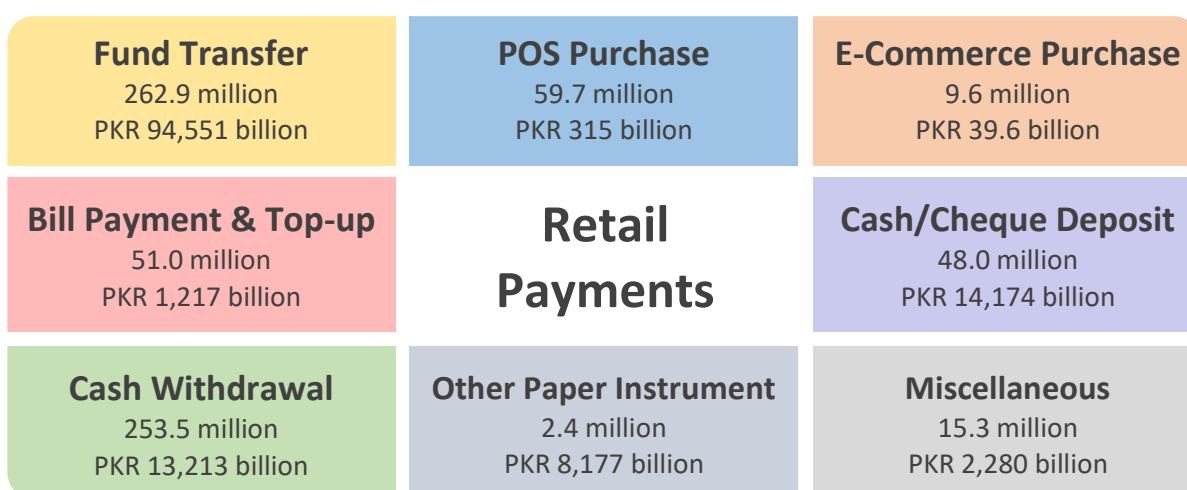 Fund Transfer
262.9 million
PKR 94,551 billion
POS Purchase
59.7 million
PKR 315 billion
E-Commerce Purchase
9.6 million
PKR 39.6 billion
Bill Payment & Top-up
51.0 million
PKR 1,217 billion
Retail
Payments
Cash/Cheque Deposit
48.0 million
PKR 14,174 billion
Cash Withdrawal
253.5 million
PKR 13,213 billion
Other Paper Instrument
2.4 million
PKR 8,177 billion
Miscellaneous
15.3 million
PKR 2,280 billion